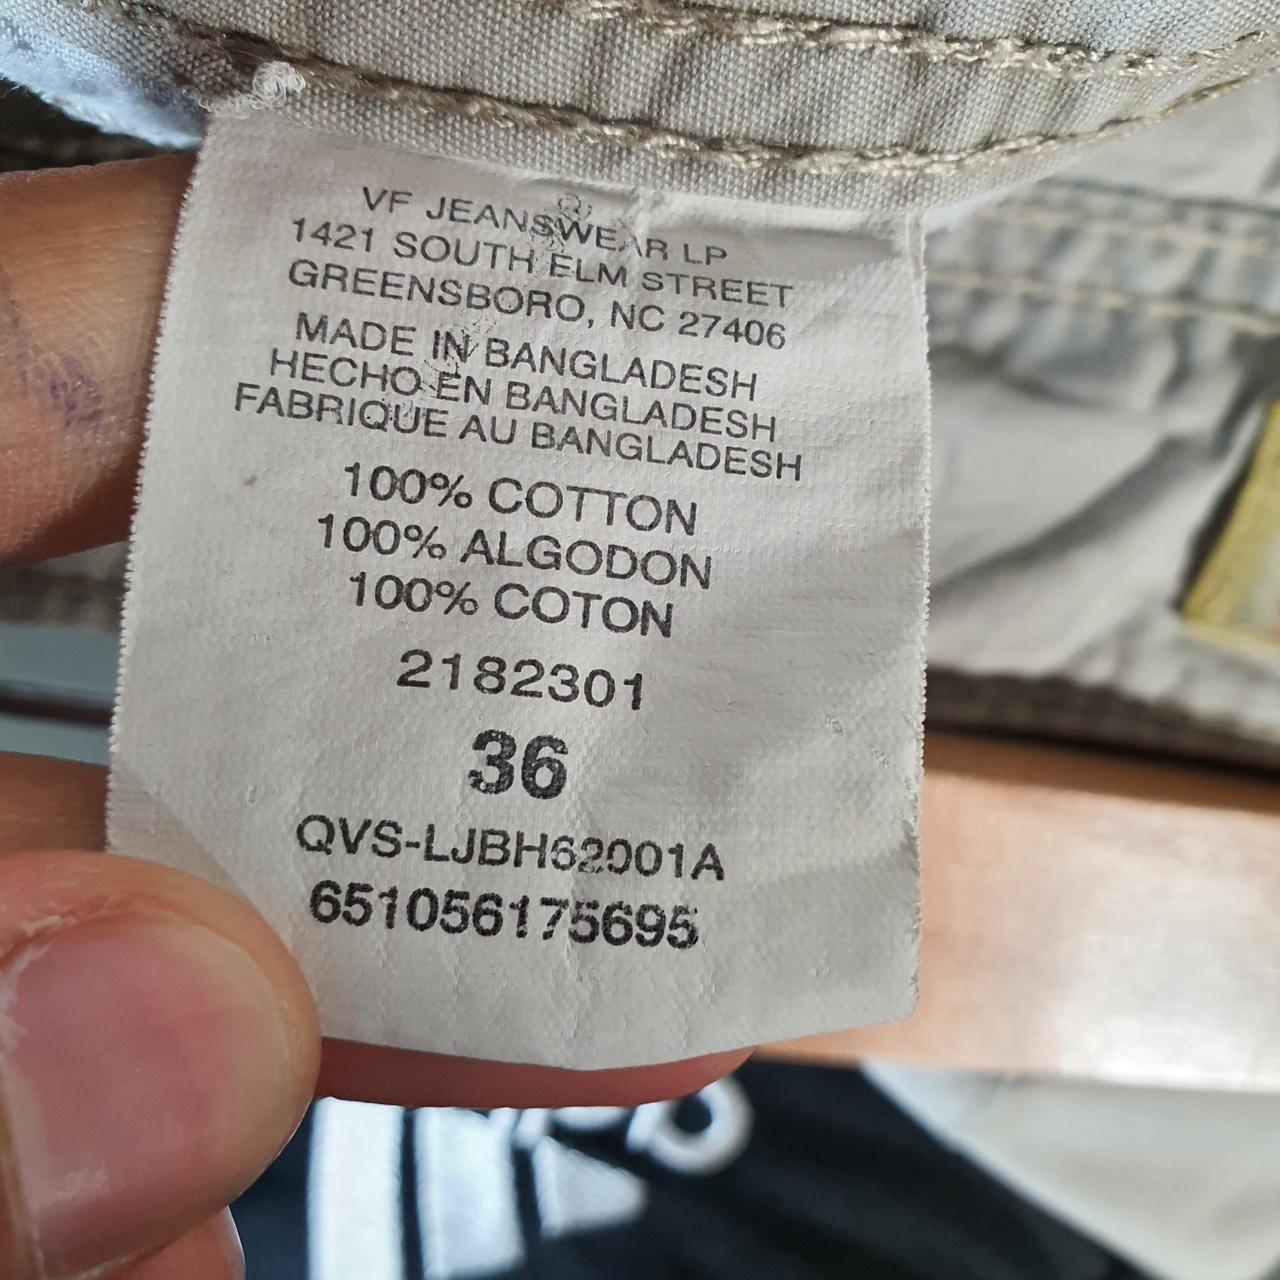 VF JEANSWEAR LP
1421 SOUTH ELM STREET
GREENSBORO, NC 27406
MADE IN BANGLADESH
HECHO EN BANGLADESH
FABRIQUE AU BANGLADESH
100% COTTON
100% ALGODON
100% COTON
2182301
36
QVS-LJBH62001A
651056175695